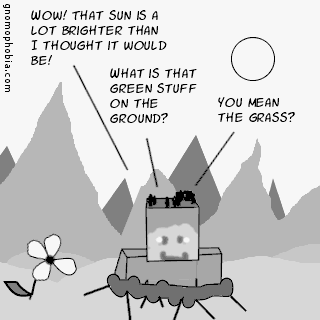 gnomophobia.com
WOW! THAT SUN IS A
LOT BRIGHTER THAN
I THOUGHT IT WOULD
BE!
WHAT IS THAT
GREEN STUFF
ON THE
GROUND?
YOU MEAN
THE GRASS?